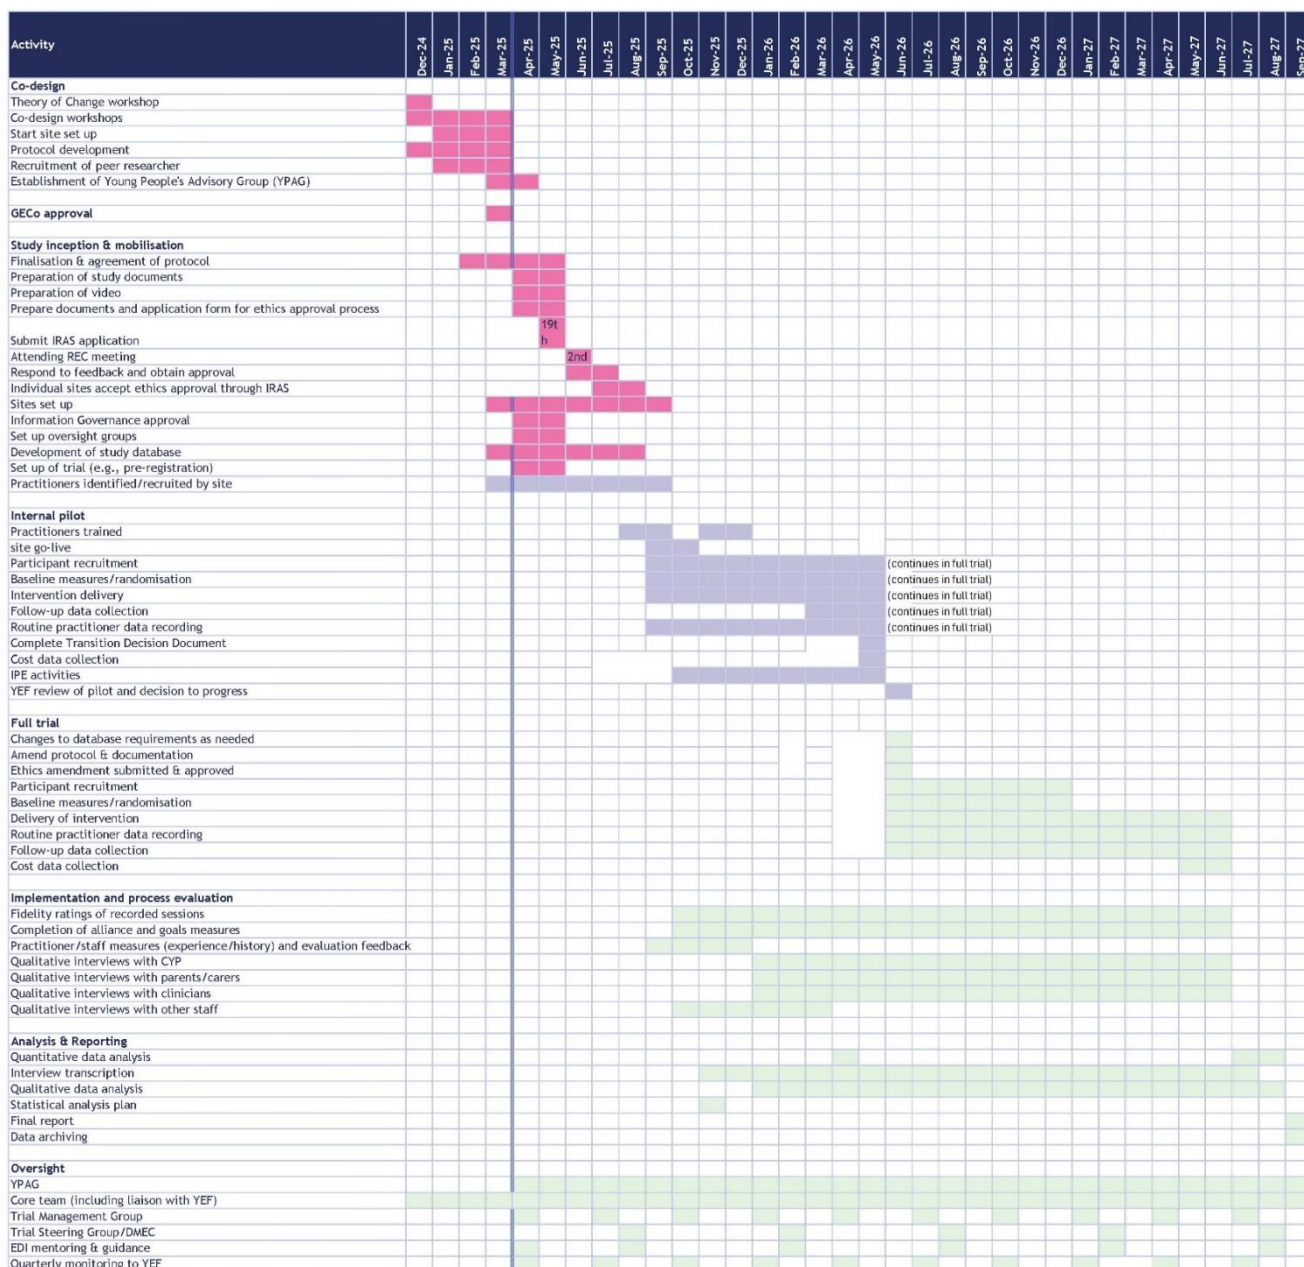 Activity
Dec-24
Jan-25
Feb-25
Mar-25
Apr-25
May-25
Jun-25
Jul-25
Aug-25
Sep-25
Oct-25
Nov-25
Dec-25
Jan-26
Feb-26
Mar-26
Apr-26
May-26
Jun-26
Jul-26
Aug-26
Sep-26
Oct-26
Nov-26
Dec-26
Jan-27
Feb-27
Mar-27
Apr-27
May-27
Jun-27
Jul-27
Aug-27
Sep-27
Co-design
Theory of Change workshop
Co-design workshops
Start site set up
Protocol development
Recruitment of peer researcher
Establishment of Young People's Advisory Group (YPAG)
GECo approval
Study inception & mobilisation
Finalisation & agreement of protocol
Preparation of study documents
Preparation of video
Prepare documents and application form for ethics approval process
19t
Submit IRAS application h
Attending REC meeting 2nd
Respond to feedback and obtain approval
Individual sites accept ethics approval through IRAS
Sites set up
Information Governance approval
Set up oversight groups
Development of study database
Set up of trial (e.g., pre-registration)
Practitioners identified/recruited by site
Internal pilot
Practitioners trained
site go-live
Participant recruitment (continues in full trial)
Baseline measures/randomisation (continues in full trial)
Intervention delivery (continues in full trial)
Follow-up data collection (continues in full trial)
Routine practitioner data recording (continues in full trial)
Complete Transition Decision Document
Cost data collection
IPE activities
YEF review of pilot and decision to progress
Full trial
Changes to database requirements as needed
Amend protocol & documentation
Ethics amendment submitted & approved
Participant recruitment
Baseline measures/randomisation
Delivery of intervention
Routine practitioner data recording
Follow-up data collection
Cost data collection
Implementation and process evaluation
Fidelity ratings of recorded sessions
Completion of alliance and goals measures
Practitioner/staff measures (experience/history) and evaluation feedback
Qualitative interviews with CYP
Qualitative interviews with parents/carers
Qualitative interviews with clinicians
Qualitative interviews with other staff
Analysis & Reporting
Quantitative data analysis
Interview transcription
Qualitative data analysis
Statistical analysis plan
Final report
Data archiving
Oversight
YPAG
Core team (including liaison with YEF)
Trial Management Group
Trial Steering Group/DMEC
EDI mentoring & guidance
Quarterly monitoring to YEF